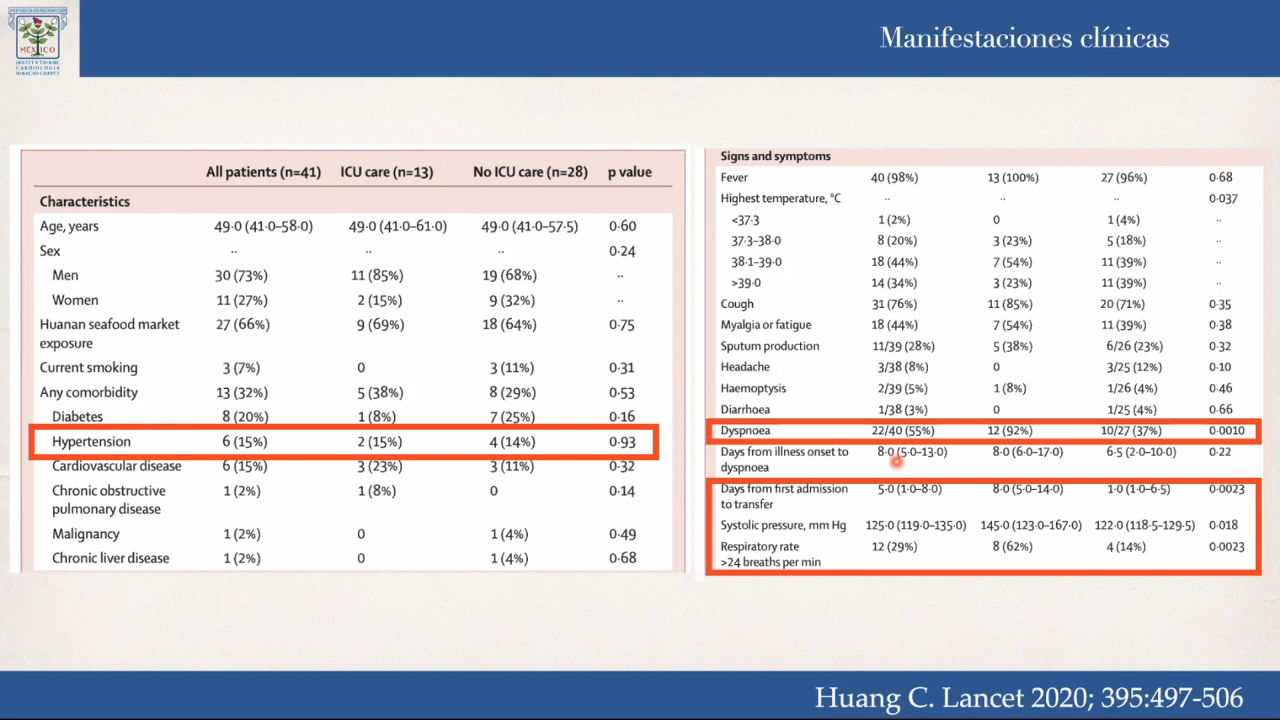 Manifestaciones clínicas
MEXICO
INSTITUTO·N·DE
CARDIOLOGIA
IGNACIO·CHAVEZ
All patients (n=41) ICU care (n=13) No ICU care (n=28) p value
Characteristics
Age, years 49·0 (41·0–58·0) 49·0 (41·0–61·0) 49·0 (41·0–57·5) 0·60
Sex ·· ·· ·· 0·24
Men 30 (73%) 11 (85%) 19 (68%) ··
Women 11 (27%) 2 (15%) 9 (32%) ··
Huanan seafood market 27 (66%) 9 (69%) 18 (64%) 0·75
exposure
Current smoking 3 (7%) 0 3 (11%) 0·31
Any comorbidity 13 (32%) 5 (38%) 8 (29%) 0·53
Diabetes 8 (20%) 1 (8%) 7 (25%) 0·16
Hypertension 6 (15%) 2 (15%) 4 (14%) 0·93
Cardiovascular disease 6 (15%) 3 (23%) 3 (11%) 0·32
Chronic obstructive 1 (2%) 1 (8%) 0 0·14
pulmonary disease
Malignancy 1 (2%) 0 1 (4%) 0·49
Chronic liver disease 1 (2%) 0 1 (4%) 0·68
Signs and symptoms
Fever 40 (98%) 13 (100%) 27 (96%) 0·68
Highest temperature, °C ·· ·· ·· 0·037
<37·3 1 (2%) 0 1 (4%) ··
37·3–38·0 8 (20%) 3 (23%) 5 (18%) ··
38·1–39·0 18 (44%) 7 (54%) 11 (39%) ··
>39·0 14 (34%) 3 (23%) 11 (39%) ··
Cough 31 (76%) 11 (85%) 20 (71%) 0·35
Myalgia or fatigue 18 (44%) 7 (54%) 11 (39%) 0·38
Sputum production 11/39 (28%) 5 (38%) 6/26 (23%) 0·32
Headache 3/38 (8%) 0 3/25 (12%) 0·10
Haemoptysis 2/39 (5%) 1 (8%) 1/26 (4%) 0·46
Diarrhoea 1/38 (3%) 0 1/25 (4%) 0·66
Dyspnoea 22/40 (55%) 12 (92%) 10/27 (37%) 0·0010
Days from illness onset to 8·0 (5·0–13·0) 8·0 (6·0–17·0) 6·5 (2·0–10·0) 0·22
dyspnoea
Days from first admission 5·0 (1·0–8·0) 8·0 (5·0–14·0) 1·0 (1·0–6·5) 0·0023
to transfer
Systolic pressure, mm Hg 125·0 (119·0–135·0) 145·0 (123·0–167·0) 122·0 (118·5–129·5) 0·018
Respiratory rate 12 (29%) 8 (62%) 4 (14%) 0·0023
>24 breaths per min
Huang C. Lancet 2020; 395:497-506